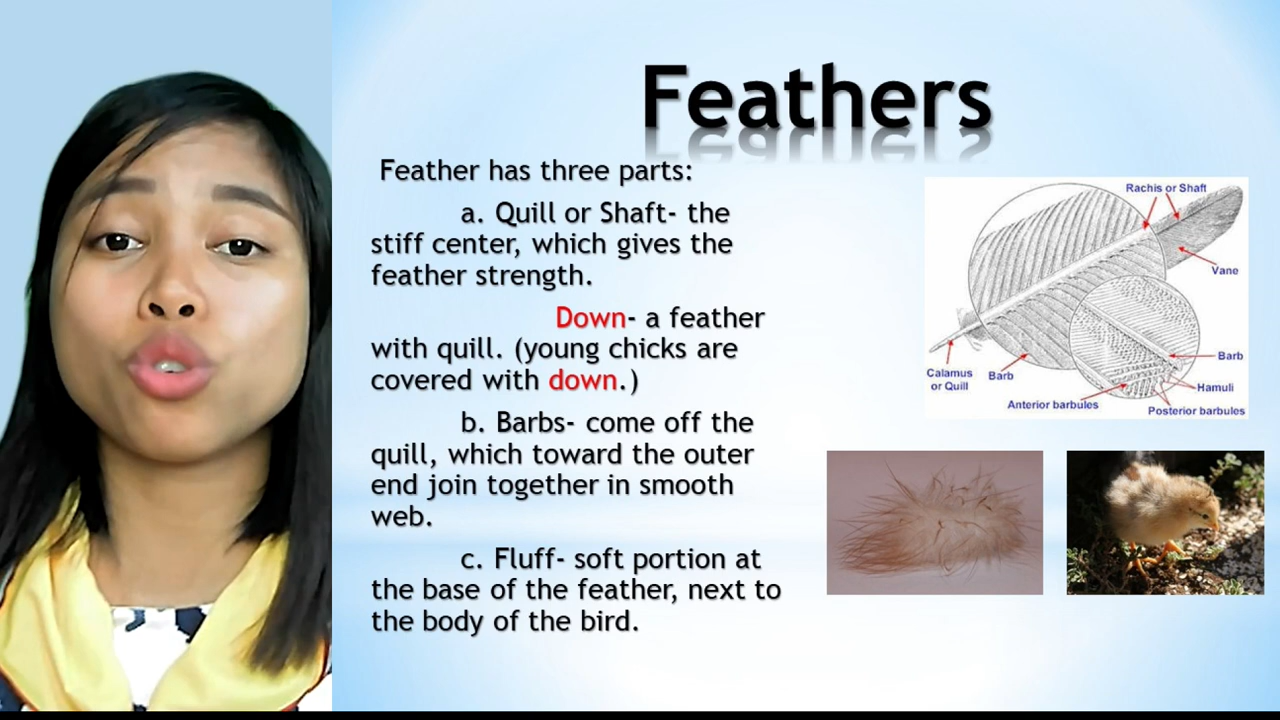 Feathers
Feather has three parts:
a. Quill or Shaft- the
stiff center, which gives the
feather strength.
Down- a feather
with quill. (young chicks are
covered with down.)
b. Barbs- come off the
quill, which toward the outer
end join together in smooth
web.
c. Fluff- soft portion at
the base of the feather, next to
the body of the bird.
Rachis or Shaft
Vane
Barb
Hamuli
Posterior barbules
Anterior barbules
Barb
Calamus
or Quill